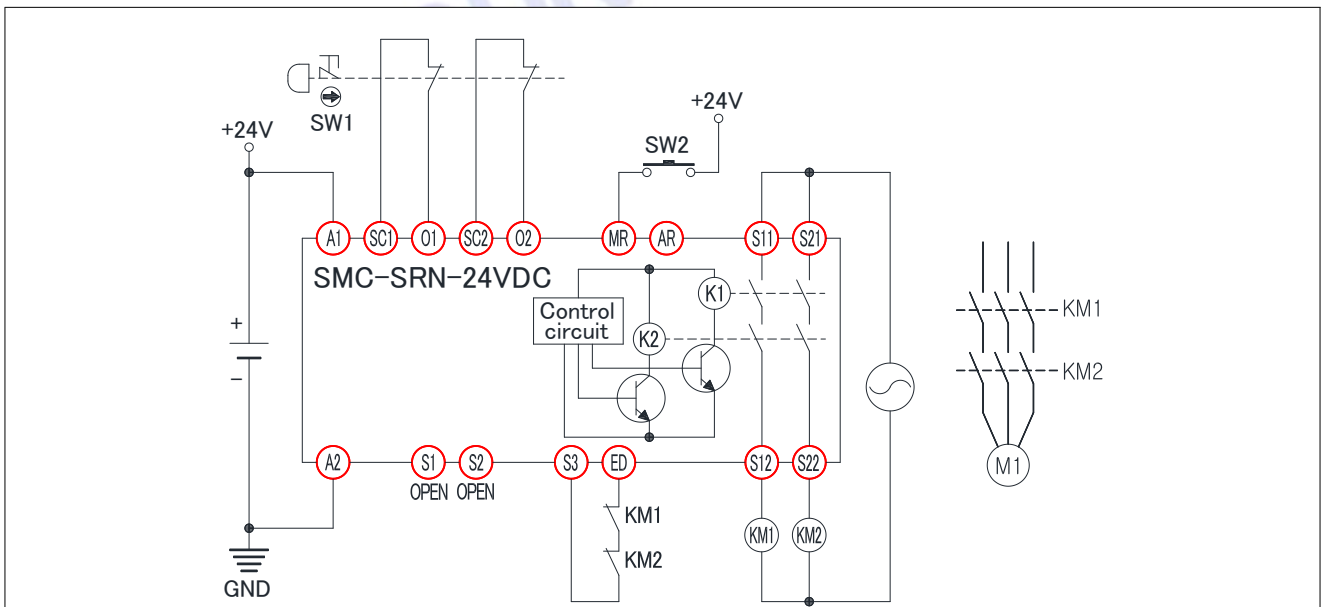 +24V
SW1
+24V
SW2
A1 SC1 O1 SC2 O2 MR AR S11 S21
SMC-SRN-24VDC
Control
circuit
K1
K2
KM1
KM2
+
−
A2 S1 S2 S3 ED S12 S22
OPEN OPEN
M1
KM1
KM2
KM1 KM2
GND